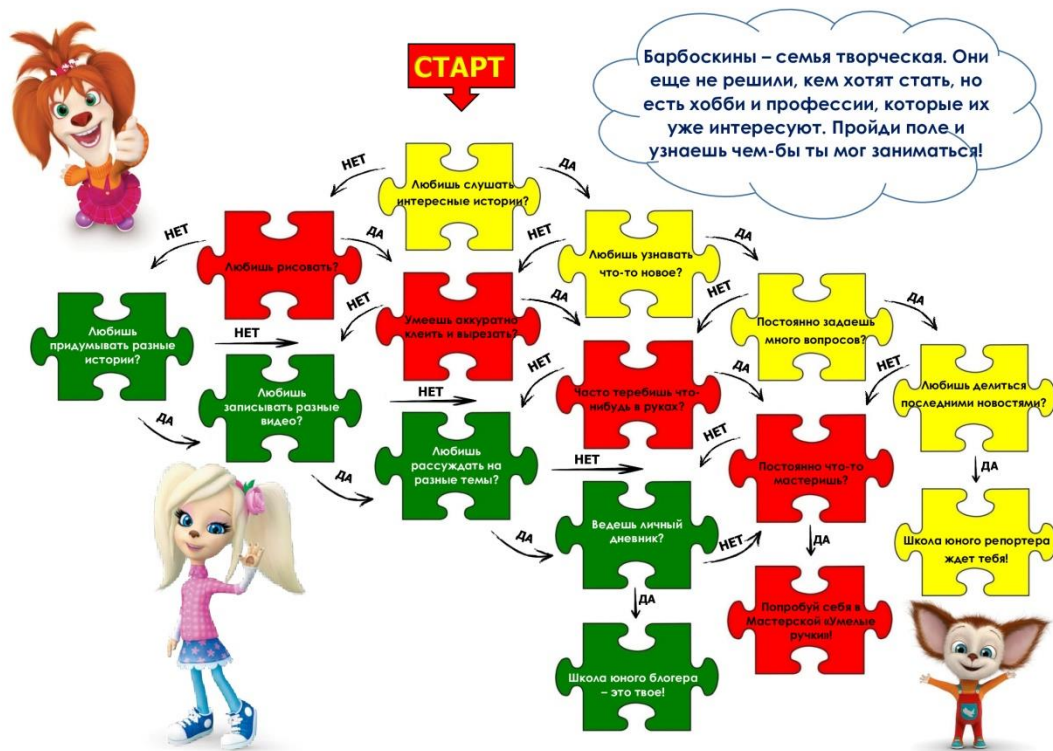 СТАРТ
Барбоскины – семья творческая. Они
еще не решили, кем хотят стать, но
есть хобби и профессии, которые их
уже интересуют. Пройди поле и
узнаешь чем-бы ты мог заниматься!
НЕТ
ДА
Любишь слушать
интересные истории?
НЕТ
ДА
НЕТ
ДА
Любишь рисовать?
Любишь узнавать
что-то новое?
НЕТ
ДА
НЕТ
ДА
Умеешь аккуратно
клеить и вырезать?
Постоянно задаешь
много вопросов?
Любишь
придумывать разные
истории?
НЕТ
НЕТ
ДА
НЕТ
ДА
Любишь
записывать разные
видео?
НЕТ
Часто теребишь что-
нибудь в руках?
Любишь делиться
последними новостями?
ДА
НЕТ
Любишь
рассуждать на
разные темы?
НЕТ
Постоянно что-то
мастеришь?
ДА
ДА
ДА
Ведешь личный
дневник?
НЕТ
ДА
Школа юного репортера
ждет тебя!
ДА
Попробуй себя в
Мастерской «Умелые
ручки»!
Школа юного блогера
– это твое!